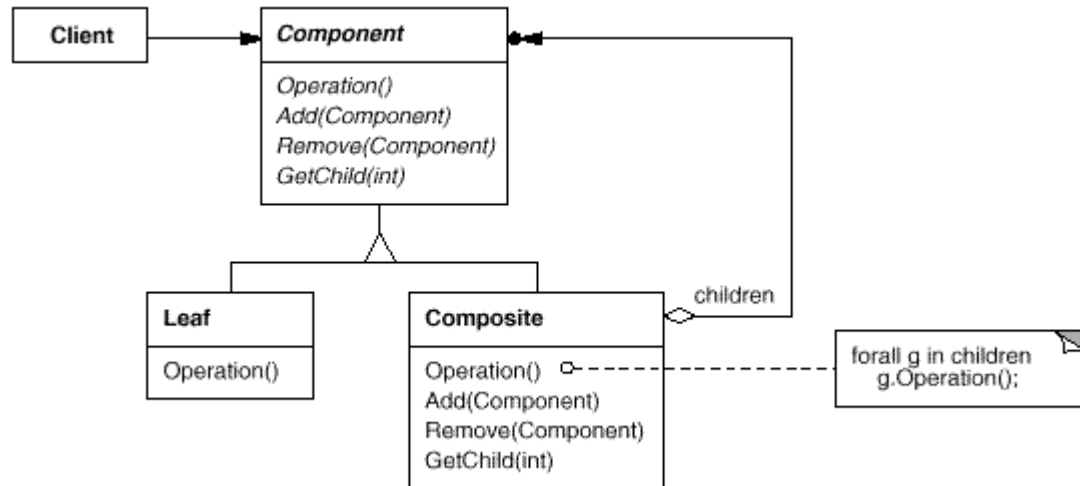 Client
Component
Operation()
Add(Component)
Remove(Component)
GetChild(int)
Leaf
Operation()
Composite
Operation()
Add(Component)
Remove(Component)
GetChild(int)
children
forall g in children
g.Operation();